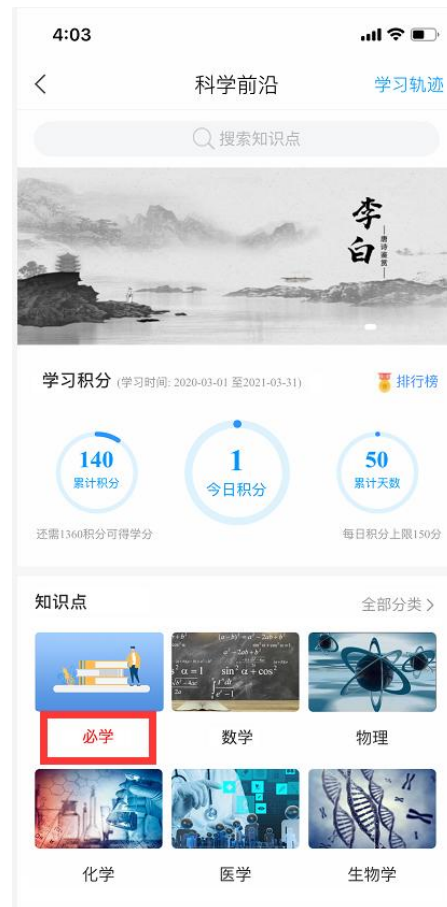 4:03
科学前沿
学习轨迹
搜索知识点
李白
唐诗鉴赏
学习积分 (学习时间: 2020-03-01 至2021-03-31)
排行榜
140
累计积分
1
今日积分
50
累计天数
还需1360积分可得学分
每日积分上限150分
知识点
全部分类 >
必学
数学
物理
化学
医学
生物学